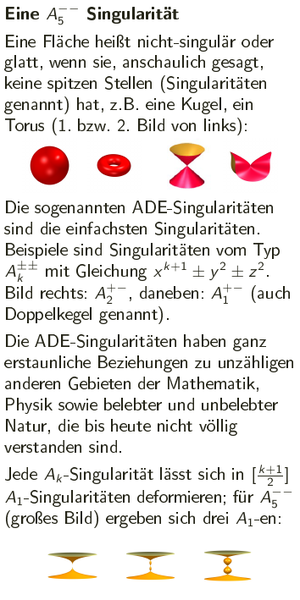 Eine A₅⁻⁻ Singularität
Eine Fläche heißt nicht-singulär oder
glatt, wenn sie, anschaulich gesagt,
keine spitzen Stellen (Singularitäten
genannt) hat, z.B. eine Kugel, ein
Torus (1. bzw. 2. Bild von links):
Die sogenannten ADE-Singularitäten
sind die einfachsten Singularitäten.
Beispiele sind Singularitäten vom Typ
Aₖ^{±±} mit Gleichung xᵏ⁺¹ ± y² ± z².
Bild rechts: A₂⁺⁻, daneben: A₁⁺⁻ (auch
Doppelkegel genannt).
Die ADE-Singularitäten haben ganz
erstaunliche Beziehungen zu unzähligen
anderen Gebieten der Mathematik,
Physik sowie belebter und unbelebter
Natur, die bis heute nicht völlig
verstanden sind.
Jede Aₖ-Singularität lässt sich in [(k+1)/2]
A₁-Singularitäten deformieren; für A₅⁻⁻
(großes Bild) ergeben sich drei A₁-en: